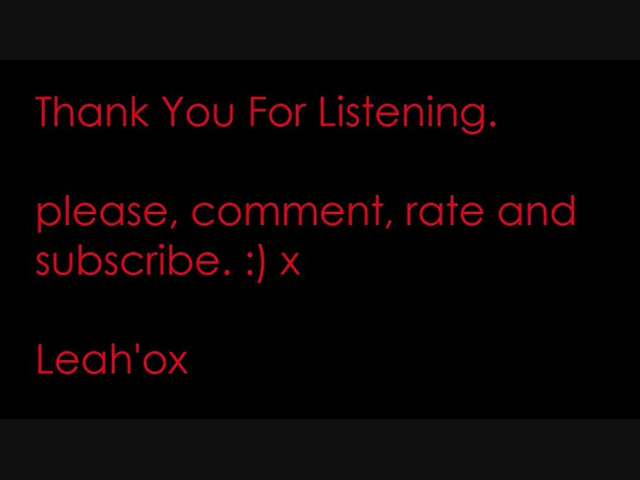 Thank You For Listening.
please, comment, rate and
subscribe. :) x
Leah'ox